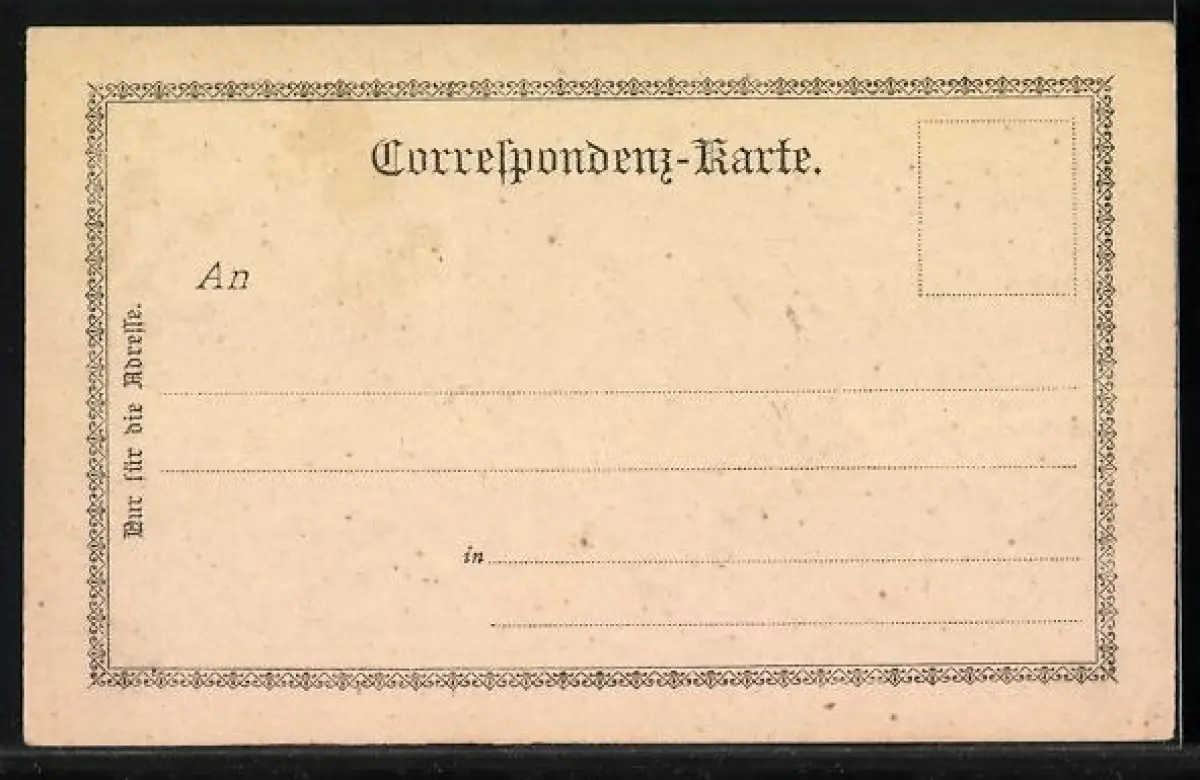 Correſpondenz-Karte.
An
Nur für die Adreſſe.
in